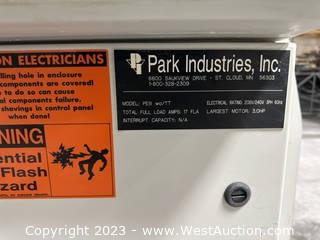 ON ELECTRICIANS
lling hole in enclosure
components are covered!
to do so can cause
al components failure.
shavings in control panel
done!
NING
ential
Flash
zard
Park Industries, Inc.
6600 SAUKVIEW DRIVE - ST. CLOUD, MN 56303
1-800-328-2309
MODEL: PEII wo/TT
ELECTRICAL RATING: 208V/240V 3PH 60Hz
TOTAL FULL LOAD AMPS: 17 FLA
LARGEST MOTOR: 3.0HP
INTERRUPT CAPACITY: N/A
Copyright 2023 - www.WestAuction.com